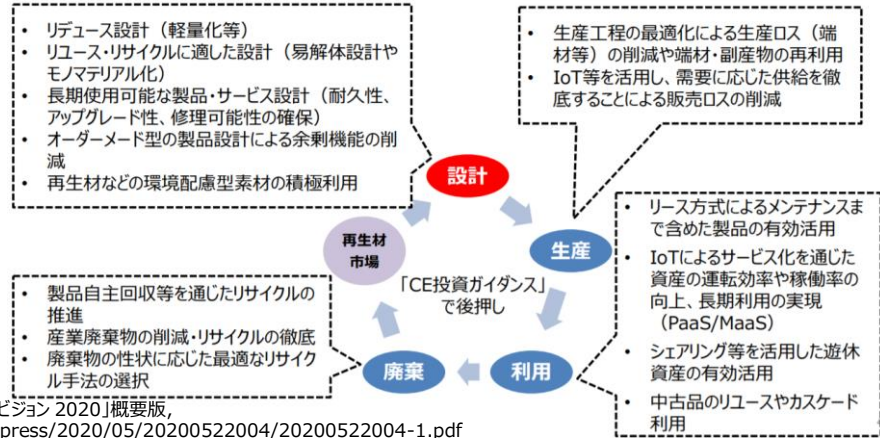 • リデュース設計（軽量化等）
• リユース・リサイクルに適した設計（易解体設計や
モノマテリアル化）
• 長期使用可能な製品・サービス設計（耐久性、
アップグレード性、修理可能性の確保）
• オーダーメード型の製品設計による余剰機能の削
減
• 再生材などの環境配慮型素材の積極利用
• 生産工程の最適化による生産ロス（端
材等）の削減や端材・副産物の再利用
• IoT等を活用し、需要に応じた供給を徹
底することによる販売ロスの削減
設計
再生材
市場
生産
「CE投資ガイダンス」
で後押し
廃棄
利用
• リース方式によるメンテナンスま
で含めた製品の有効活用
• IoTによるサービス化を通じた
資産の運転効率や稼働率の
向上、長期利用の実現
（PaaS/MaaS）
• シェアリング等を活用した遊休
資産の有効活用
• 中古品のリユースやカスケード
利用
• 製品自主回収等を通じたリサイクルの
推進
• 産業廃棄物の削減・リサイクルの徹底
• 廃棄物の性状に応じた最適なリサイク
ル手法の選択
ビジョン 2020」概要版,
press/2020/05/20200522004/20200522004-1.pdf